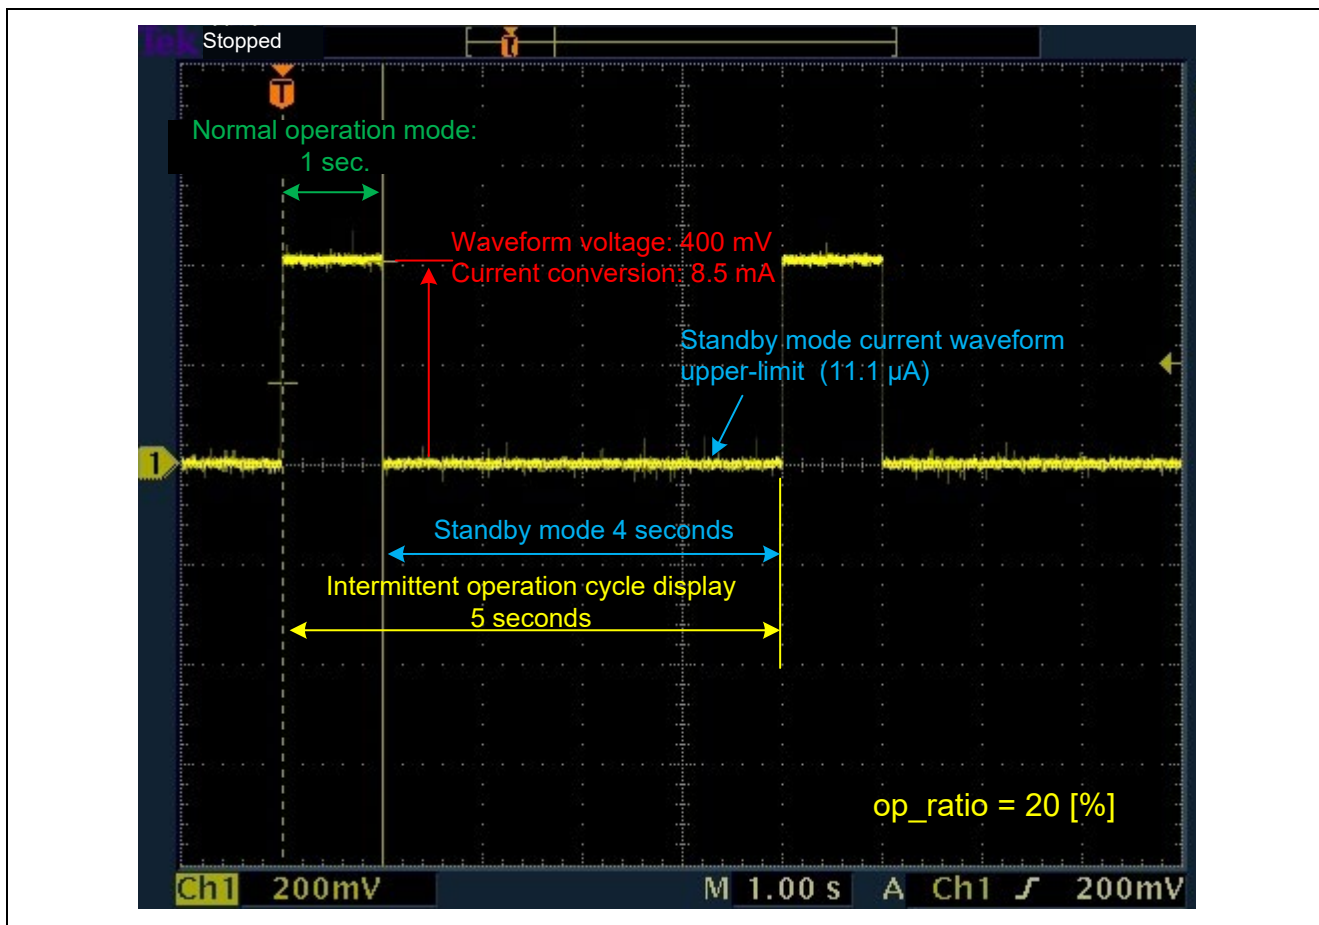 Tek Stopped
T
T
Normal operation mode:
1 sec.
Waveform voltage: 400 mV
Current conversion: 8.5 mA
Standby mode current waveform
upper-limit (11.1 µA)
1
Standby mode 4 seconds
Intermittent operation cycle display
5 seconds
op_ratio = 20 [%]
Ch1 200mV M 1.00 s A Ch1 200mV